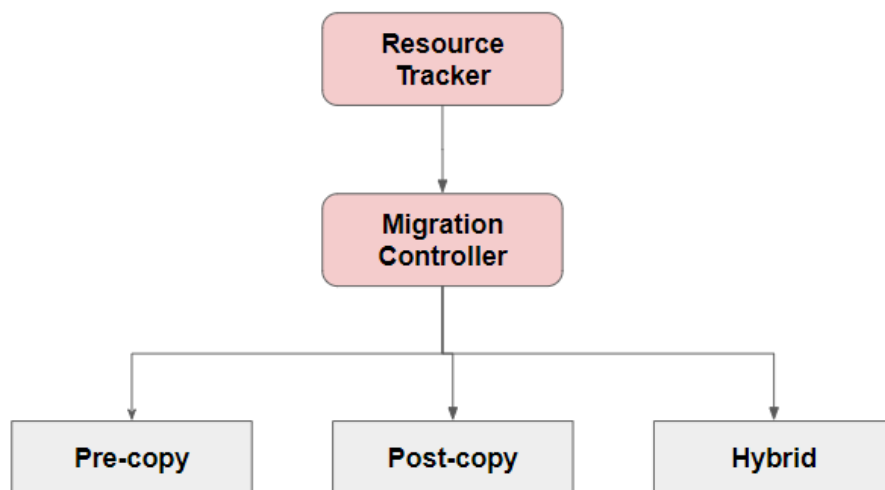 Resource
Tracker
Migration
Controller
Pre-copy
Post-copy
Hybrid